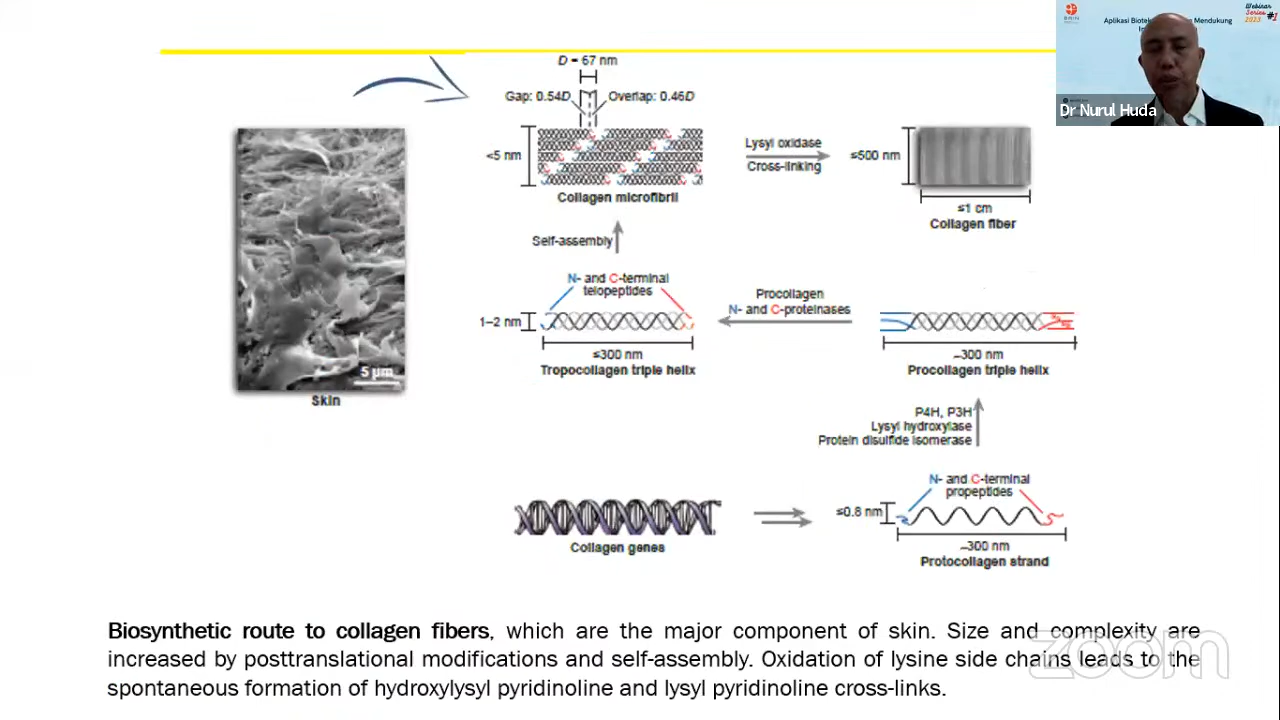 Webinar
Series
2023 #1
BRIN
Aplikasi
Mendukung
Dr Nurul Huda
D = 67 nm
Gap: 0.54D
Overlap: 0.46D
<5 nm
Collagen microfibril
Lysyl oxidase
Cross-linking
≤500 nm
≤1 cm
Collagen fiber
Self-assembly
N- and C-terminal
telopeptides
1–2 nm
≤300 nm
Tropocollagen triple helix
Procollagen
N- and C-proteinases
~300 nm
Procollagen triple helix
5 µm
Skin
P4H, P3H
Lysyl hydroxylase
Protein disulfide isomerase
N- and C-terminal
propeptides
≤0.8 nm
~300 nm
Protocollagen strand
Collagen genes
Biosynthetic route to collagen fibers, which are the major component of skin. Size and complexity are
increased by posttranslational modifications and self-assembly. Oxidation of lysine side chains leads to the
spontaneous formation of hydroxylysyl pyridinoline and lysyl pyridinoline cross-links.
zoom